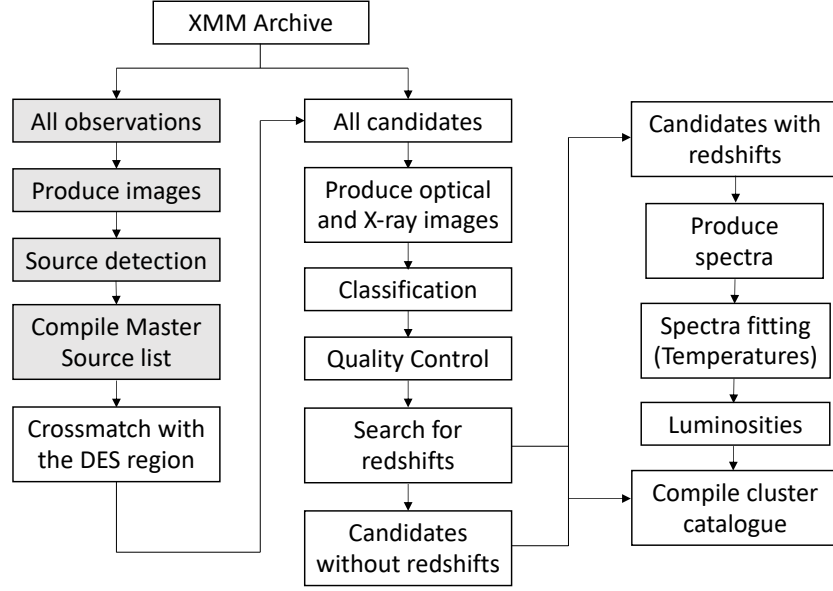 XMM Archive
All observations
Produce images
Source detection
Compile Master
Source list
Crossmatch with
the DES region
All candidates
Produce optical
and X-ray images
Classification
Quality Control
Search for
redshifts
Candidates
without redshifts
Candidates with
redshifts
Produce
spectra
Spectra fitting
(Temperatures)
Luminosities
Compile cluster
catalogue